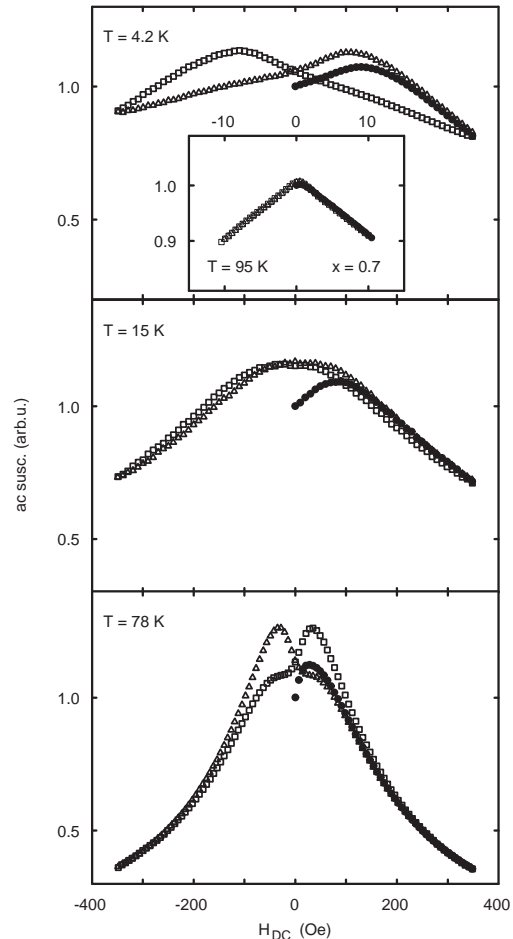 T = 4.2 K
1.0
0.5
-10 0 10
1.0
0.9
T = 95 K x = 0.7
T = 15 K
1.0
0.5
ac susc. (arb.u.)
T = 78 K
1.0
0.5
-400 -200 0 200 400
H_DC (Oe)